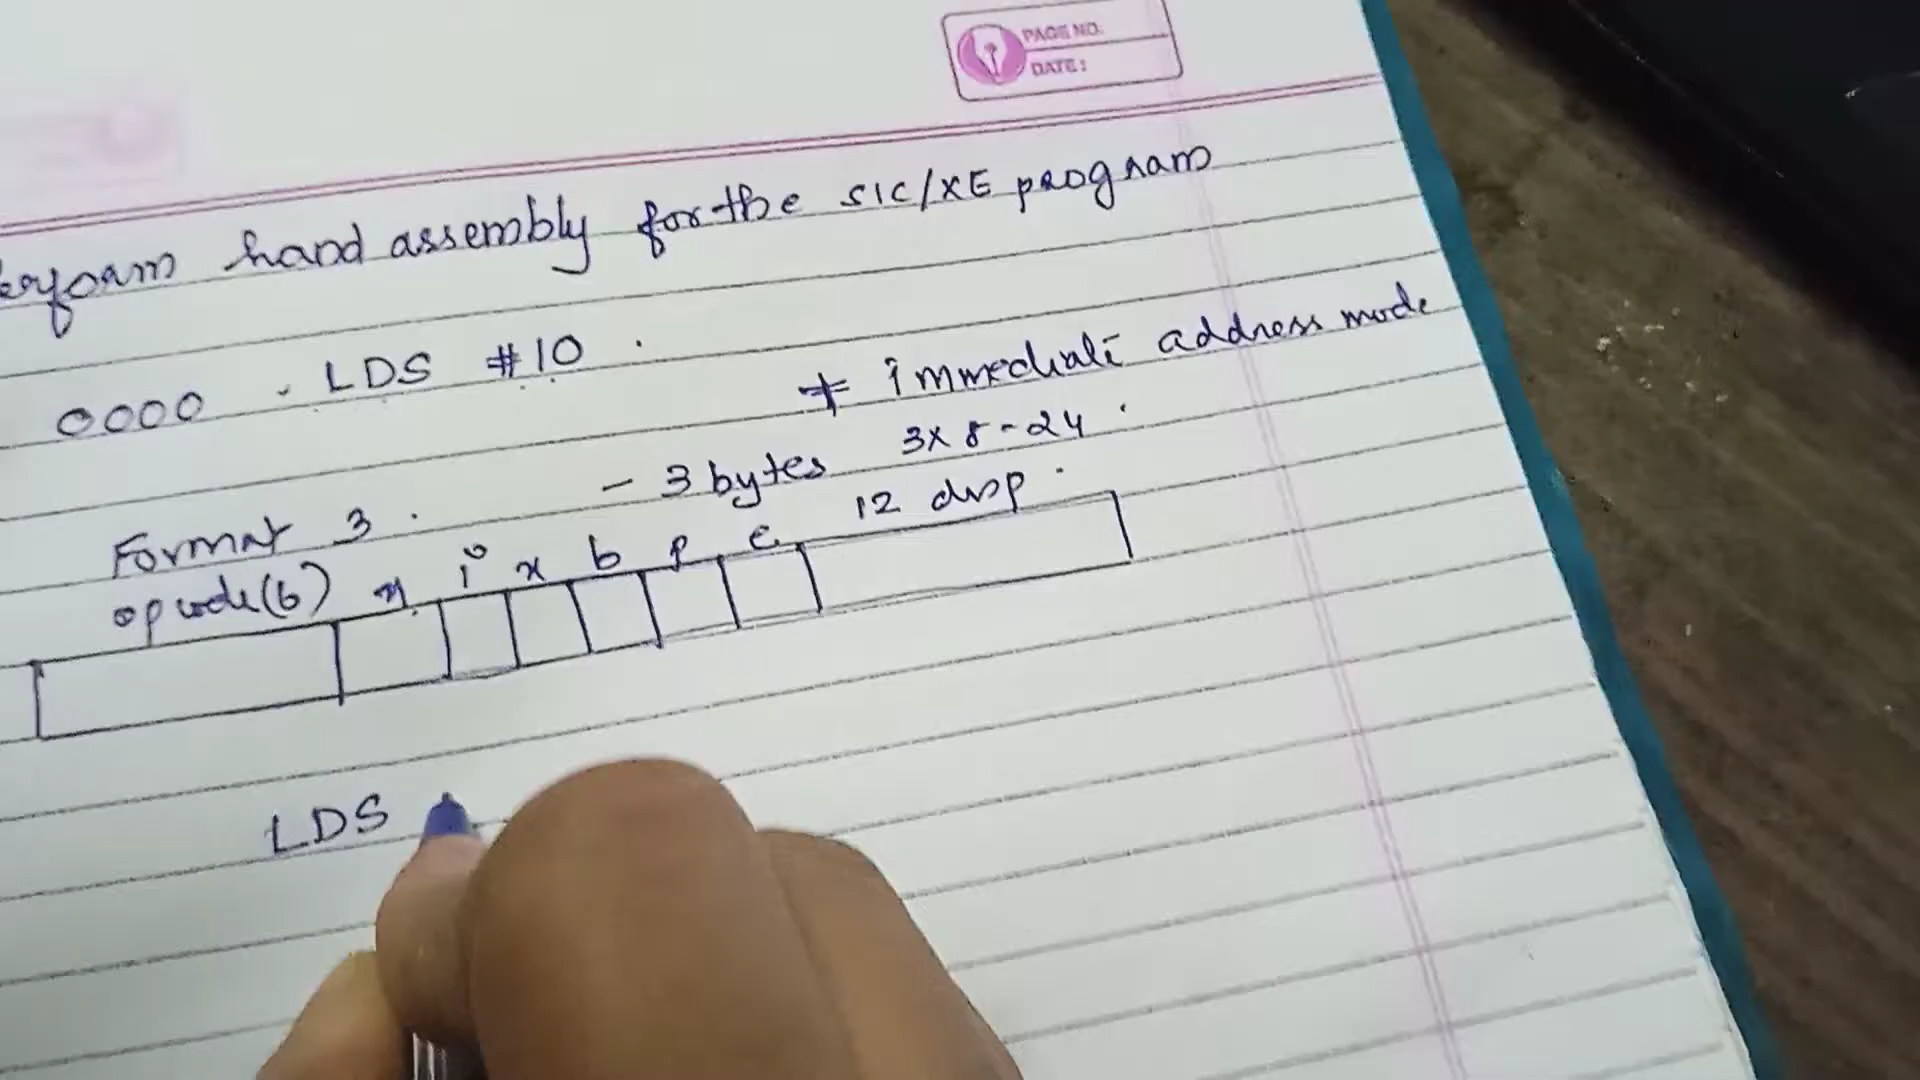 PAGE NO.
DATE:
erform hand assembly for the SIC/XE program
0000 - LDS #10 .
* immediate address mode
Format 3 . - 3 bytes 3x8-24
opcode(6) n i x b p e 12 disp .
LDS